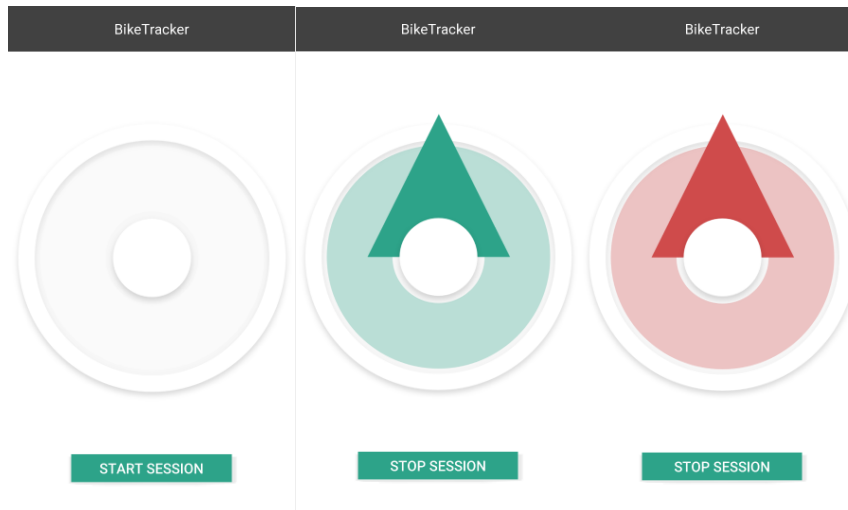 BikeTracker
BikeTracker
BikeTracker
START SESSION
STOP SESSION
STOP SESSION